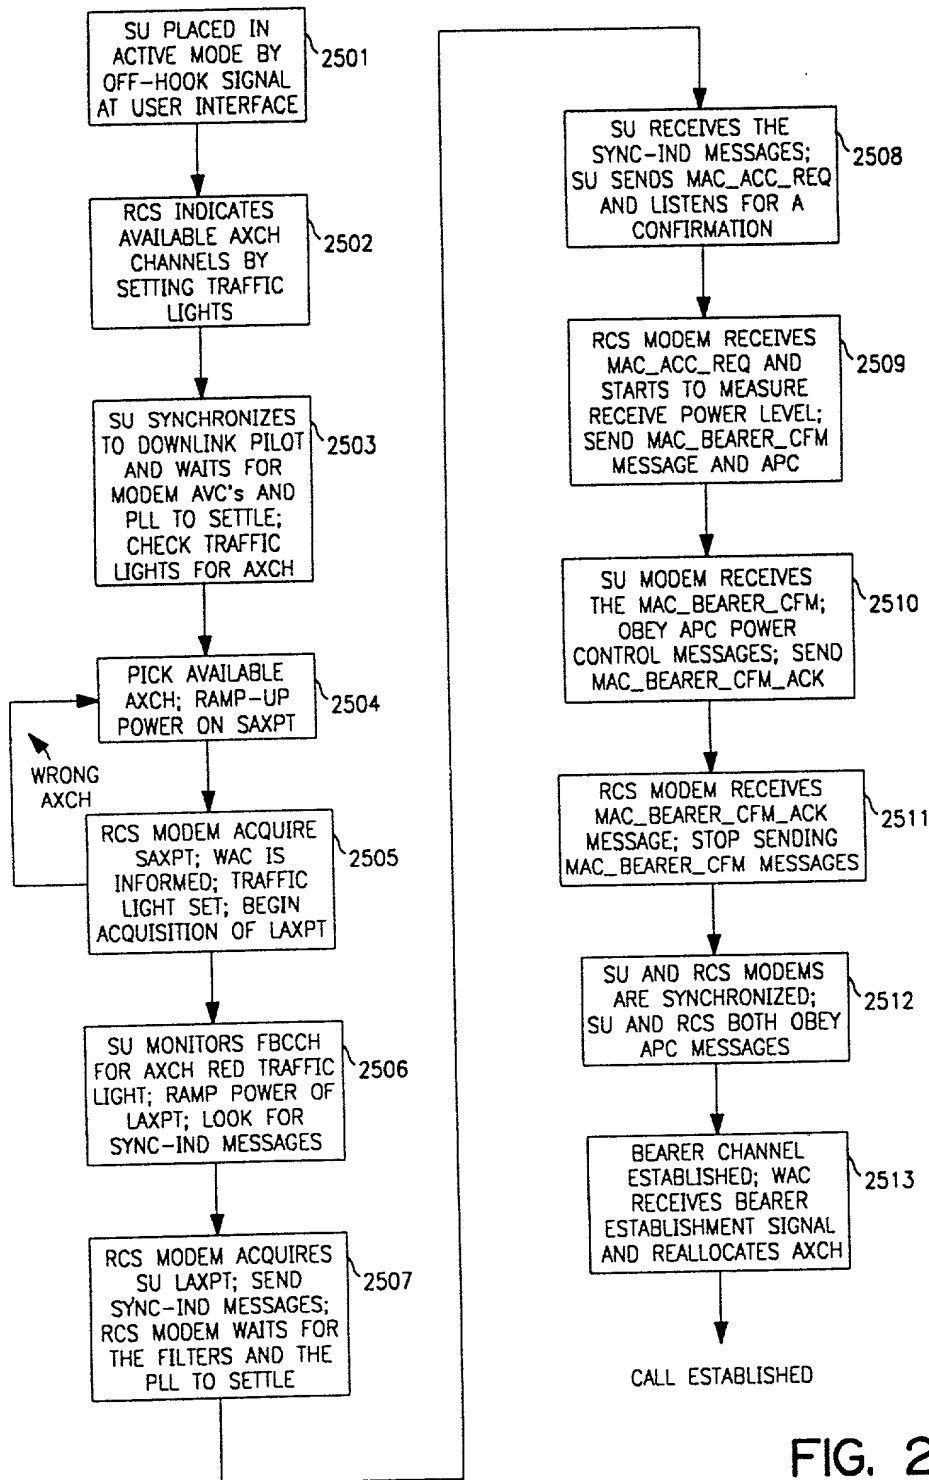 SU PLACED IN
ACTIVE MODE BY
OFF-HOOK SIGNAL
AT USER INTERFACE
2501
RCS INDICATES
AVAILABLE AXCH
CHANNELS BY
SETTING TRAFFIC
LIGHTS
2502
SU SYNCHRONIZES
TO DOWNLINK PILOT
AND WAITS FOR
MODEM AVC's AND
PLL TO SETTLE;
CHECK TRAFFIC
LIGHTS FOR AXCH
2503
PICK AVAILABLE
AXCH; RAMP-UP
POWER ON SAXPT
2504
WRONG
AXCH
RCS MODEM ACQUIRE
SAXPT; WAC IS
INFORMED; TRAFFIC
LIGHT SET; BEGIN
ACQUISITION OF LAXPT
2505
SU MONITORS FBCCH
FOR AXCH RED TRAFFIC
LIGHT; RAMP POWER OF
LAXPT; LOOK FOR
SYNC-IND MESSAGES
2506
RCS MODEM ACQUIRES
SU LAXPT; SEND
SYNC-IND MESSAGES;
RCS MODEM WAITS FOR
THE FILTERS AND THE
PLL TO SETTLE
2507
SU RECEIVES THE
SYNC-IND MESSAGES;
SU SENDS MAC_ACC_REQ
AND LISTENS FOR A
CONFIRMATION
2508
RCS MODEM RECEIVES
MAC_ACC_REQ AND
STARTS TO MEASURE
RECEIVE POWER LEVEL;
SEND MAC_BEARER_CFM
MESSAGE AND APC
2509
SU MODEM RECEIVES
THE MAC_BEARER_CFM;
OBEY APC POWER
CONTROL MESSAGES; SEND
MAC_BEARER_CFM_ACK
2510
RCS MODEM RECEIVES
MAC_BEARER_CFM_ACK
MESSAGE; STOP SENDING
MAC_BEARER_CFM MESSAGES
2511
SU AND RCS MODEMS
ARE SYNCHRONIZED;
SU AND RCS BOTH OBEY
APC MESSAGES
2512
BEARER CHANNEL
ESTABLISHED; WAC
RECEIVES BEARER
ESTABLISHMENT SIGNAL
AND REALLOCATES AXCH
2513
CALL ESTABLISHED
FIG. 2